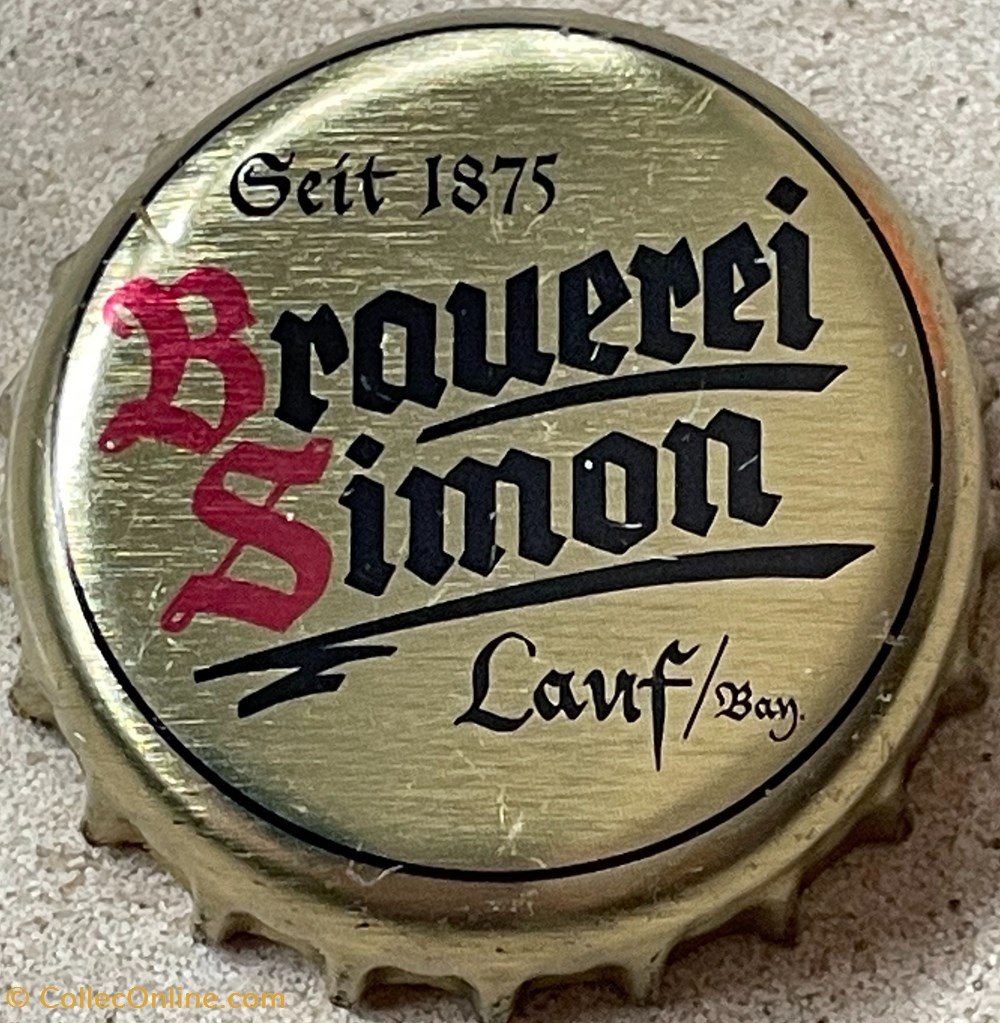 Seit 1875
Brauerei
Simon
Lauf/Bay.
© CollecOnline.com